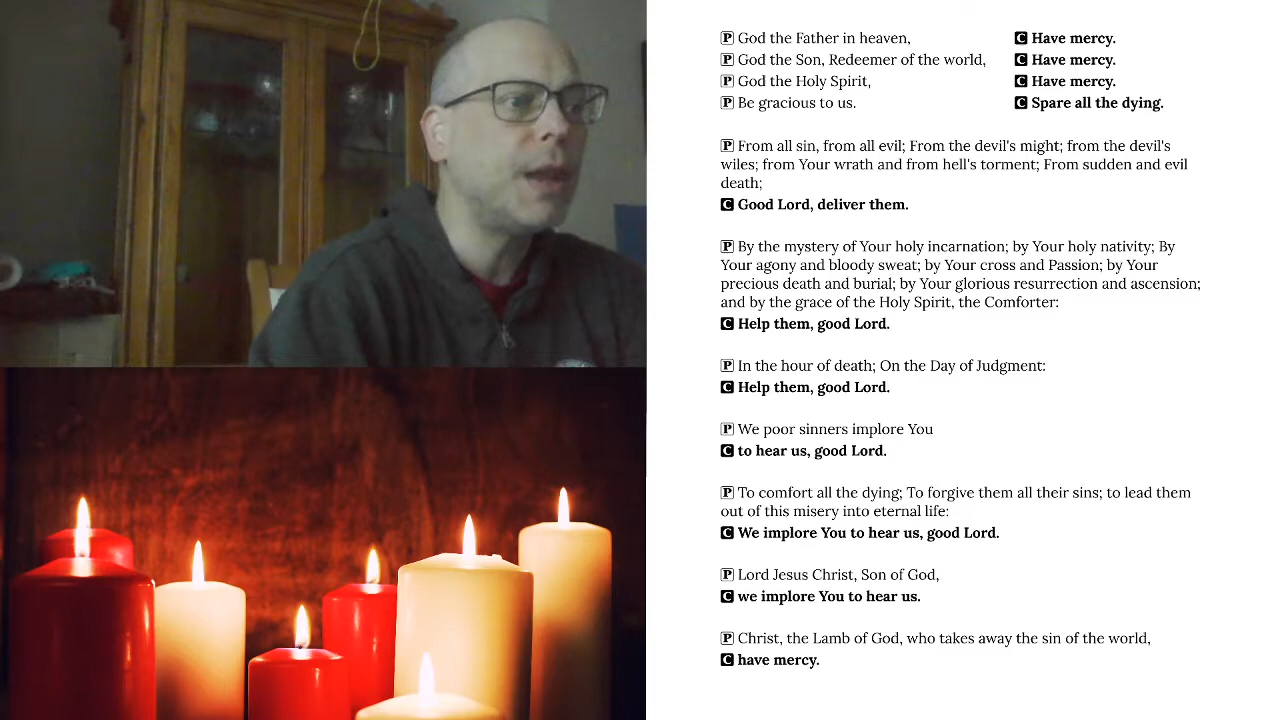 P God the Father in heaven, C Have mercy.
P God the Son, Redeemer of the world, C Have mercy.
P God the Holy Spirit, C Have mercy.
P Be gracious to us. C Spare all the dying.
P From all sin, from all evil; From the devil's might; from the devil's
wiles; from Your wrath and from hell's torment; From sudden and evil
death;
C Good Lord, deliver them.
P By the mystery of Your holy incarnation; by Your holy nativity; By
Your agony and bloody sweat; by Your cross and Passion; by Your
precious death and burial; by Your glorious resurrection and ascension;
and by the grace of the Holy Spirit, the Comforter:
C Help them, good Lord.
P In the hour of death; On the Day of Judgment:
C Help them, good Lord.
P We poor sinners implore You
C to hear us, good Lord.
P To comfort all the dying; To forgive them all their sins; to lead them
out of this misery into eternal life:
C We implore You to hear us, good Lord.
P Lord Jesus Christ, Son of God,
C we implore You to hear us.
P Christ, the Lamb of God, who takes away the sin of the world,
C have mercy.